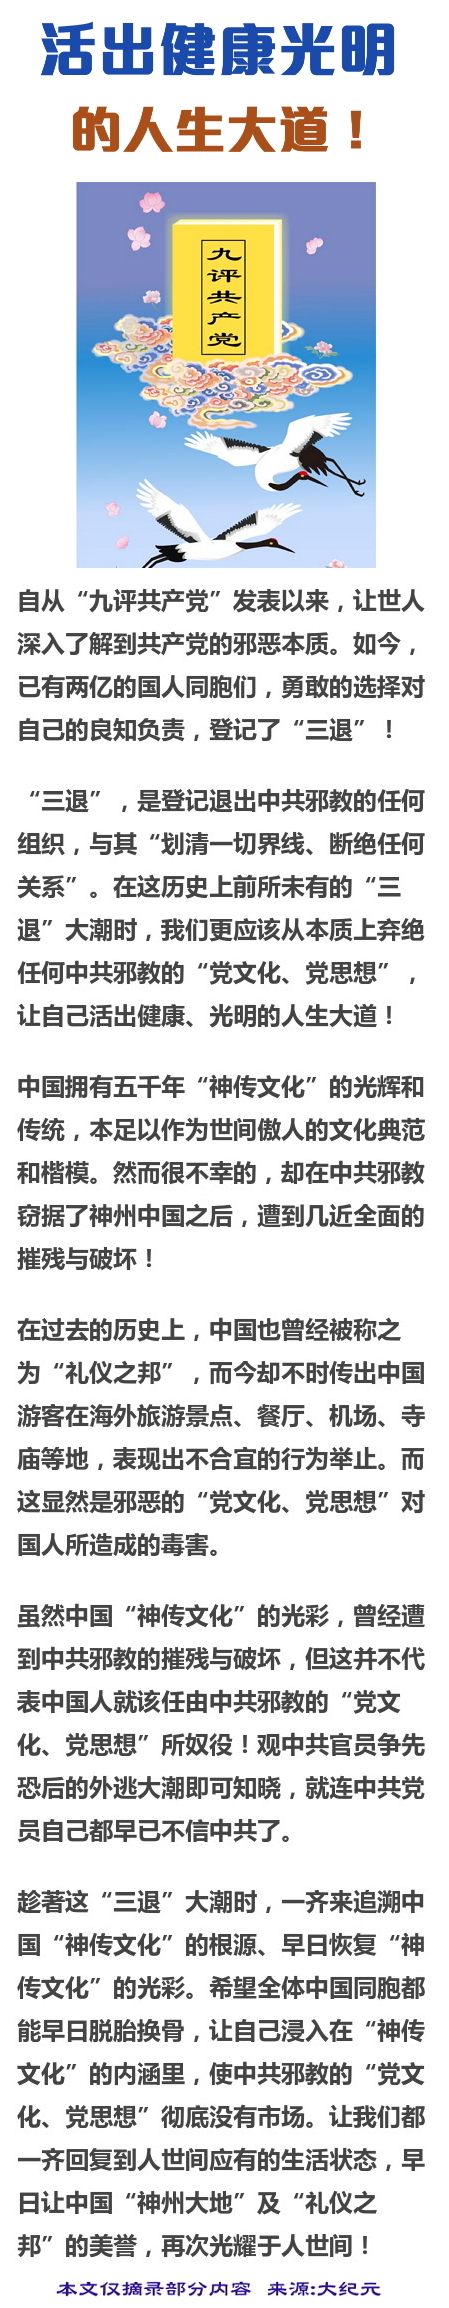 活出健康光明
的人生大道！
九评共产党
自从“九评共产党”发表以来，让世人
深入了解到共产党的邪恶本质。如今，
已有两亿的国人同胞们，勇敢的选择对
自己的良知负责，登记了“三退”！
“三退”，是登记退出中共邪教的任何
组织，与其“划清一切界线、断绝任何
关系”。在这历史上前所未有的“三
退”大潮时，我们更应该从本质上弃绝
任何中共邪教的“党文化、党思想”，
让自己活出健康、光明的人生大道！
中国拥有五千年“神传文化”的光辉和
传统，本足以作为世间傲人的文化典范
和楷模。然而很不幸的，却在中共邪教
窃据了神州中国之后，遭到几近全面的
摧残与破坏！
在过去的历史上，中国也曾经被称之
为“礼仪之邦”，而今却不时传出中国
游客在海外旅游景点、餐厅、机场、寺
庙等地，表现出不合宜的行为举止。而
这显然是邪恶的“党文化、党思想”对
国人所造成的毒害。
虽然中国“神传文化”的光彩，曾经遭
到中共邪教的摧残与破坏，但这并不代
表中国人就该任由中共邪教的“党文
化、党思想”所奴役！观中共官员争先
恐后的外逃大潮即可知晓，就连中共党
员自己都早已不信中共了。
趁著这“三退”大潮时，一齐来追溯中
国“神传文化”的根源、早日恢复“神
传文化”的光彩。希望全体中国同胞都
能早日脱胎换骨，让自己浸入在“神传
文化”的内涵里，使中共邪教的“党文
化、党思想”彻底没有市场。让我们都
一齐回复到人世间应有的生活状态，早
日让中国“神州大地”及“礼仪之
邦”的美誉，再次光耀于人世间！
本文仅摘录部分内容 来源:大纪元